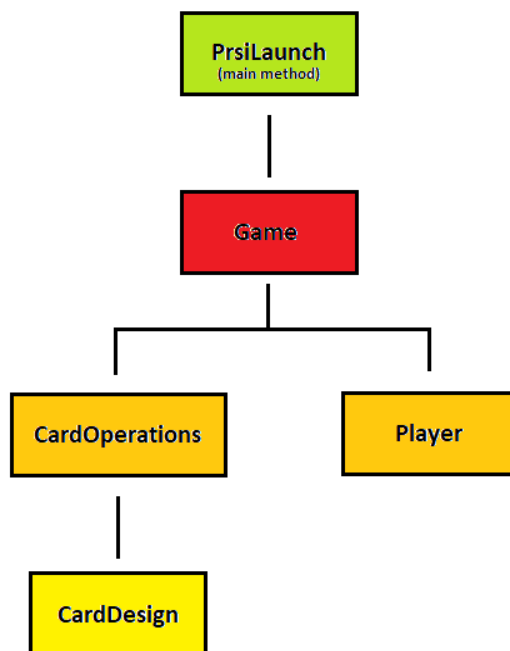 PrsiLaunch
(main method)
Game
CardOperations
Player
CardDesign